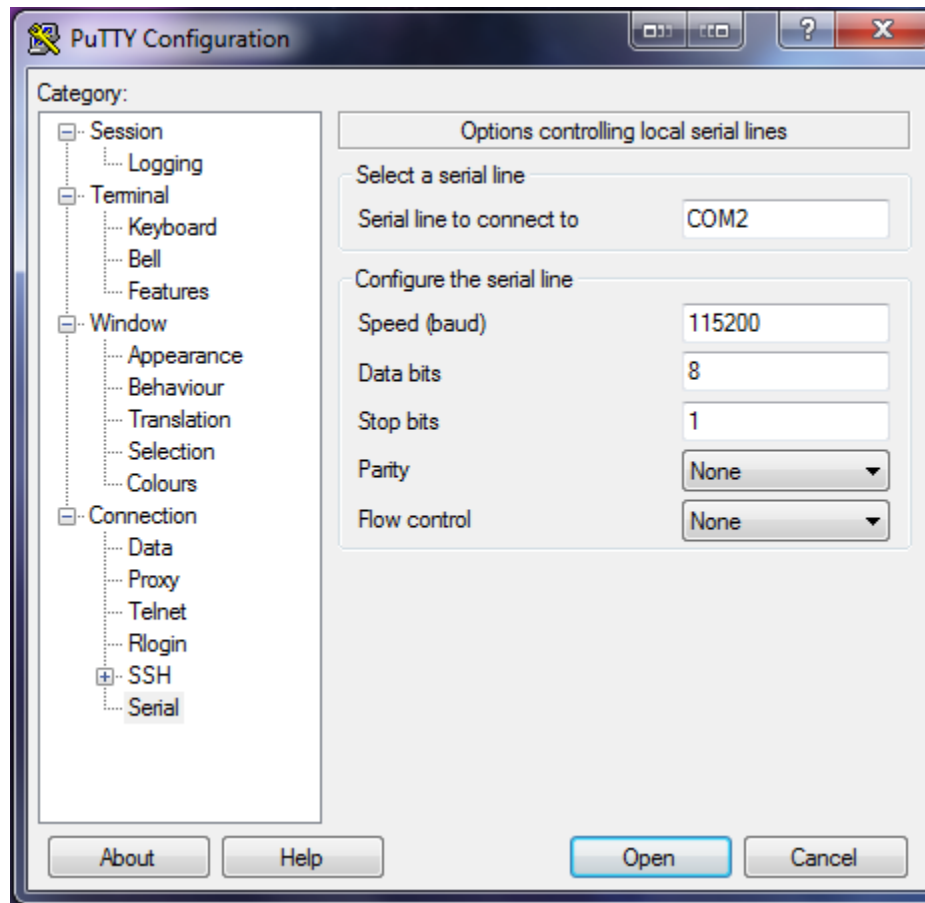 PuTTY Configuration
?
X
Category:
Session
Logging
Terminal
Keyboard
Bell
Features
Window
Appearance
Behaviour
Translation
Selection
Colours
Connection
Data
Proxy
Telnet
Rlogin
SSH
Serial
Options controlling local serial lines
Select a serial line
Serial line to connect to COM2
Configure the serial line
Speed (baud) 115200
Data bits 8
Stop bits 1
Parity None
Flow control None
About Help Open Cancel